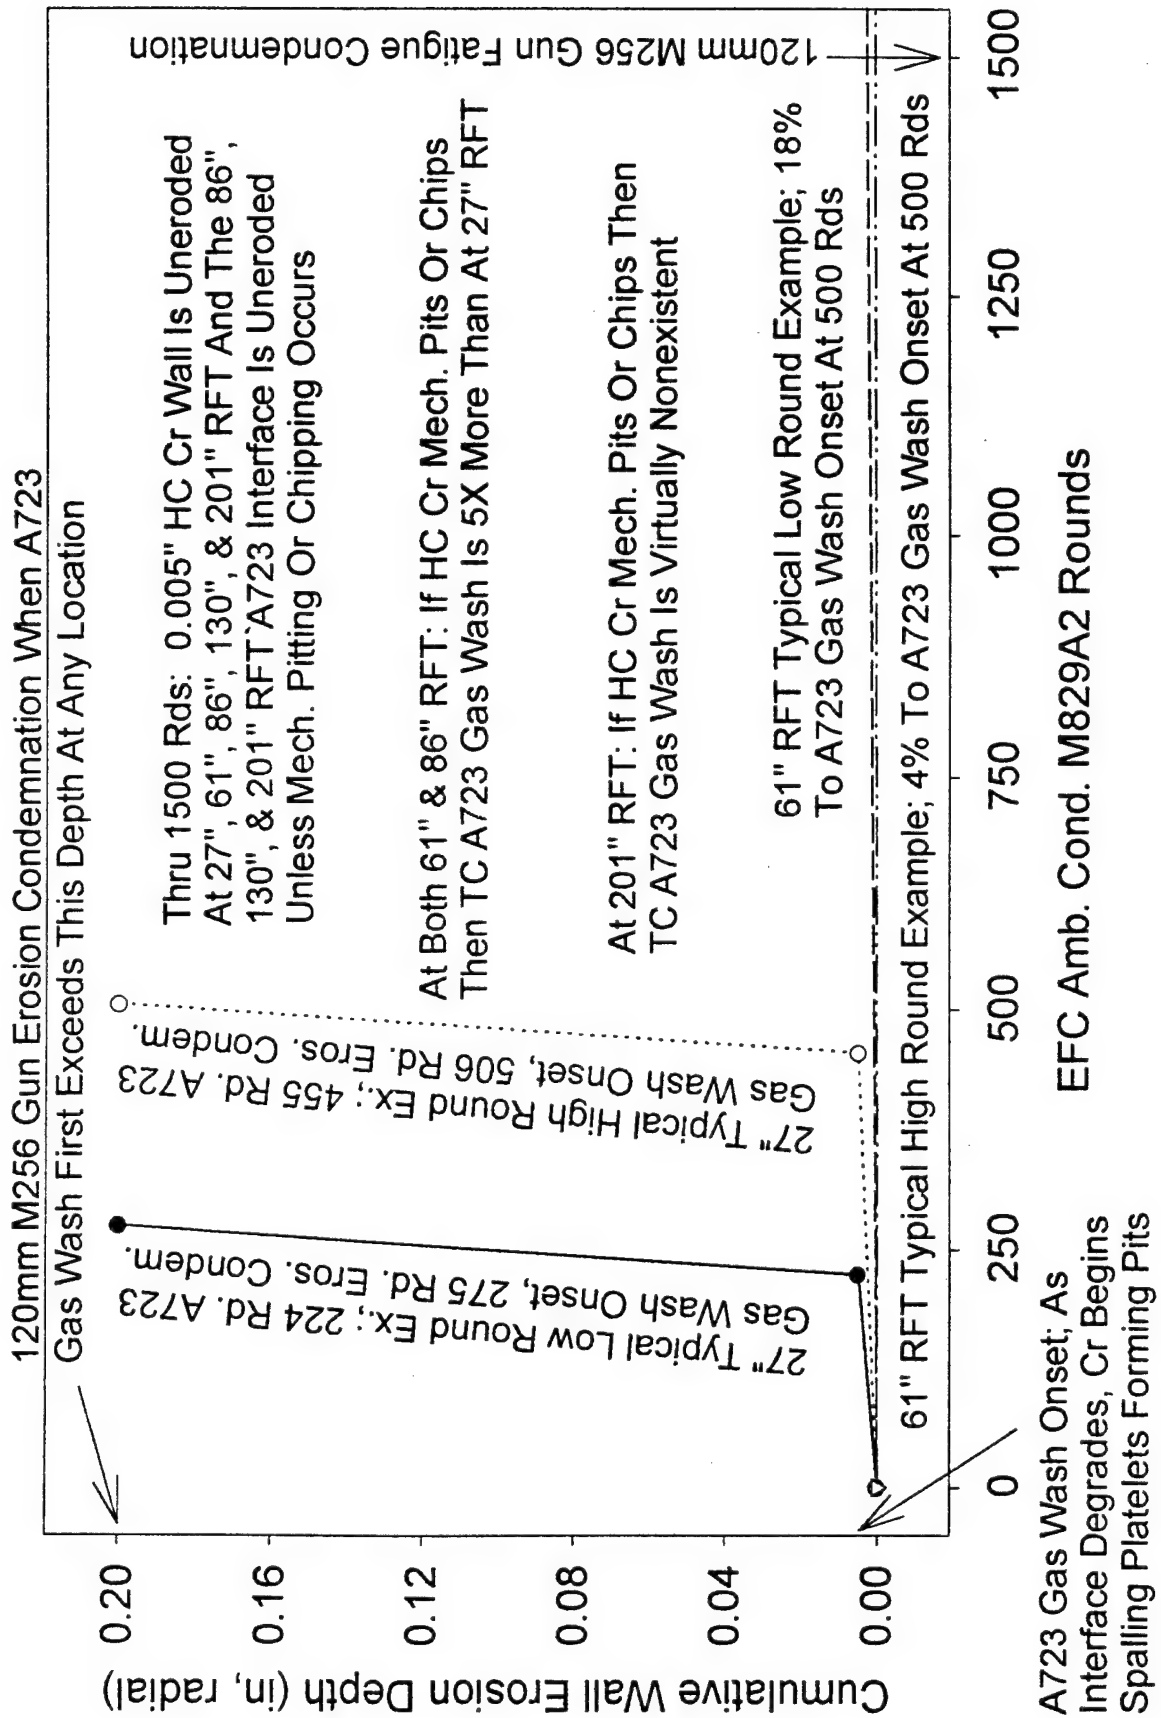 120mm M256 Gun Erosion Condemnation When A723
Gas Wash First Exceeds This Depth At Any Location
Cumulative Wall Erosion Depth (in, radial)
0.20
0.16
0.12
0.08
0.04
0.00
27" Typical Low Round Ex.; 224 Rd. A723
Gas Wash Onset, 275 Rd. Eros. Condem.
27" Typical High Round Ex.; 455 Rd. A723
Gas Wash Onset, 506 Rd. Eros. Condem.
Thru 1500 Rds: 0.005" HC Cr Wall Is Uneroded
At 27", 61", 86", 130", & 201" RFT And The 86",
130", & 201" RFT A723 Interface Is Uneroded
Unless Mech. Pitting Or Chipping Occurs
At Both 61" & 86" RFT: If HC Cr Mech. Pits Or Chips
Then TC A723 Gas Wash Is 5X More Than At 27" RFT
At 201" RFT: If HC Cr Mech. Pits Or Chips Then
TC A723 Gas Wash Is Virtually Nonexistent
61" RFT Typical Low Round Example; 18%
To A723 Gas Wash Onset At 500 Rds
61" RFT Typical High Round Example; 4% To A723 Gas Wash Onset At 500 Rds
120mm M256 Gun Fatigue Condemnation
0
250
500
750
1000
1250
1500
EFC Amb. Cond. M829A2 Rounds
A723 Gas Wash Onset; As
Interface Degrades, Cr Begins
Spalling Platelets Forming Pits